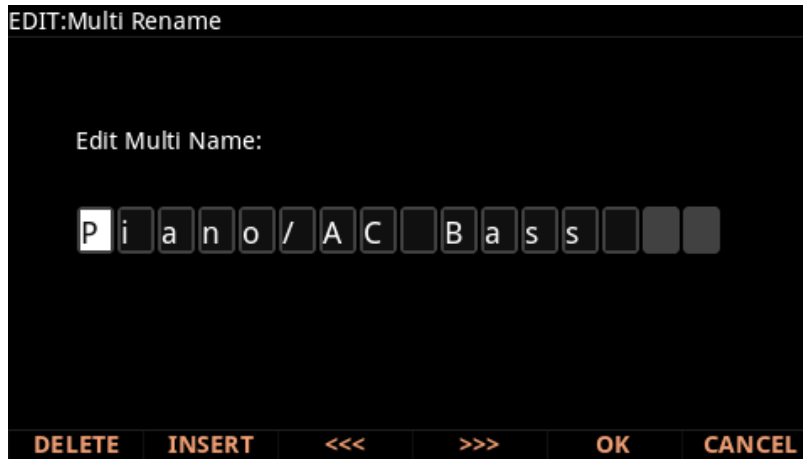 EDIT:Multi Rename
Edit Multi Name:
Piano/AC Bass
DELETE INSERT <<< >>> OK CANCEL